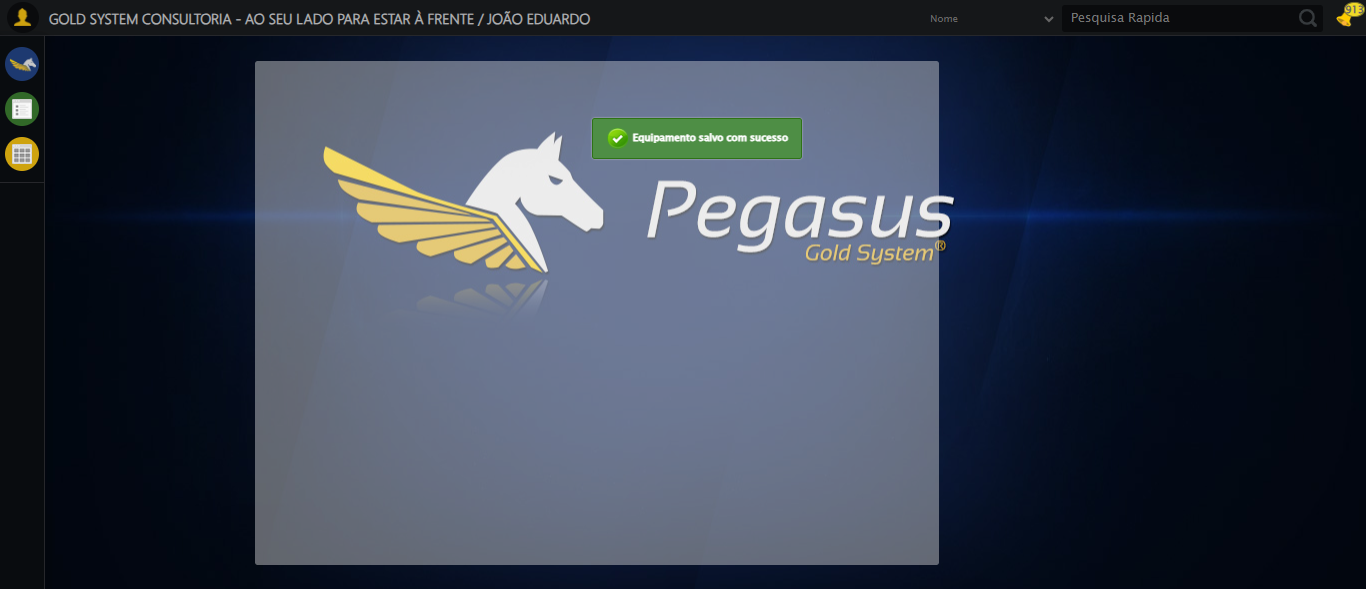 GOLD SYSTEM CONSULTORIA - AO SEU LADO PARA ESTAR À FRENTE / JOÃO EDUARDO
Nome
Pesquisa Rapida
913
Equipamento salvo com sucesso
Pegasus
Gold System®